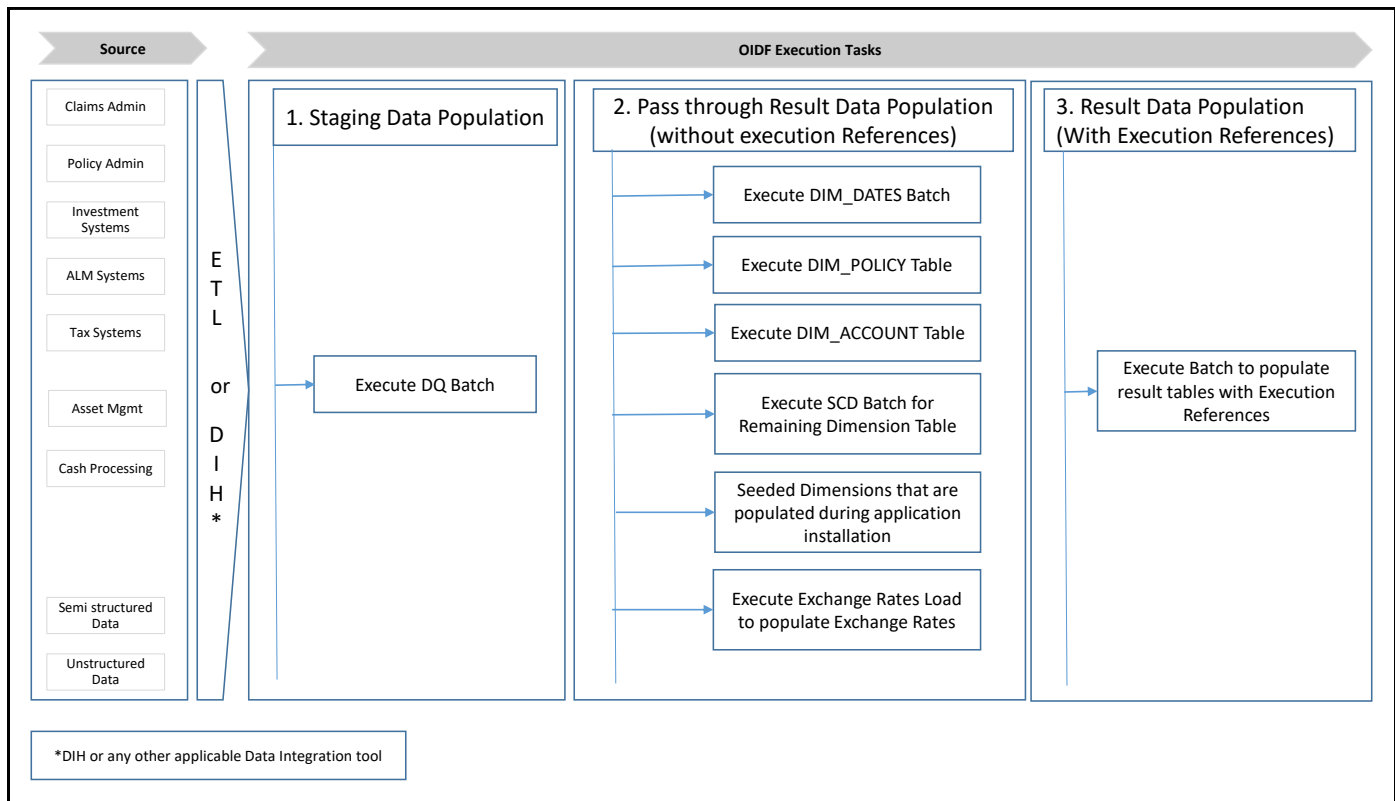 Source
OIDF Execution Tasks
Claims Admin
Policy Admin
Investment
Systems
ALM Systems
Tax Systems
Asset Mgmt
Cash Processing
Semi structured
Data
Unstructured
Data
E
T
L
or
D
I
H
*
1. Staging Data Population
Execute DQ Batch
2. Pass through Result Data Population
(without execution References)
Execute DIM_DATES Batch
Execute DIM_POLICY Table
Execute DIM_ACCOUNT Table
Execute SCD Batch for
Remaining Dimension Table
Seeded Dimensions that are
populated during application
installation
Execute Exchange Rates Load
to populate Exchange Rates
3. Result Data Population
(With Execution References)
Execute Batch to populate
result tables with Execution
References
*DIH or any other applicable Data Integration tool